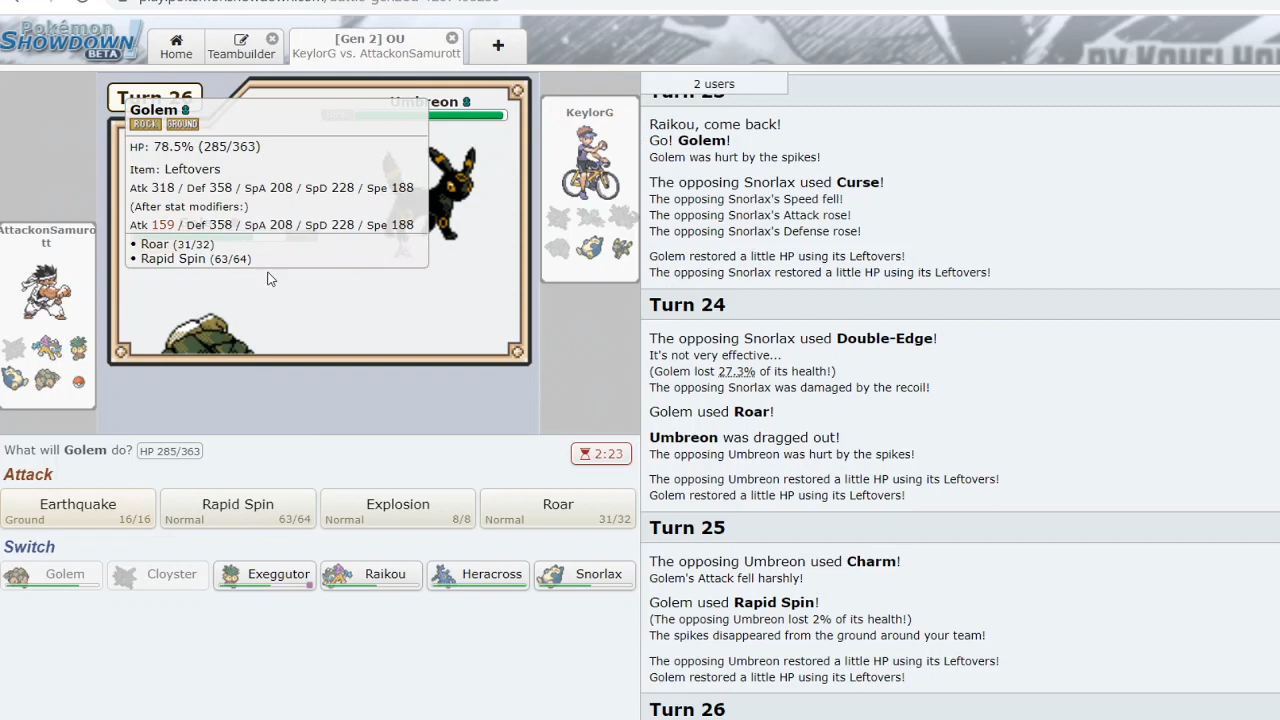 Pokémon
SHOWDOWN
BETA
Home
Teambuilder
[Gen 2] OU
KeylorG vs. AttackonSamurott
+
Turn 26
Umbreon
Golem
ROCK GROUND
HP: 78.5% (285/363)
Item: Leftovers
Atk 318 / Def 358 / SpA 208 / SpD 228 / Spe 188
(After stat modifiers:)
Atk 159 / Def 358 / SpA 208 / SpD 228 / Spe 188
• Roar (31/32)
• Rapid Spin (63/64)
AttackonSamuro
tt
KeylorG
What will Golem do? HP 285/363
2:23
Attack
Earthquake
Ground 16/16
Rapid Spin
Normal 63/64
Explosion
Normal 8/8
Roar
Normal 31/32
Switch
Golem
Cloyster
Exeggutor
Raikou
Heracross
Snorlax
2 users
Raikou, come back!
Go! Golem!
Golem was hurt by the spikes!
The opposing Snorlax used Curse!
The opposing Snorlax's Speed fell!
The opposing Snorlax's Attack rose!
The opposing Snorlax's Defense rose!
Golem restored a little HP using its Leftovers!
The opposing Snorlax restored a little HP using its Leftovers!
Turn 24
The opposing Snorlax used Double-Edge!
It's not very effective...
(Golem lost 27.3% of its health!)
The opposing Snorlax was damaged by the recoil!
Golem used Roar!
Umbreon was dragged out!
The opposing Umbreon was hurt by the spikes!
The opposing Umbreon restored a little HP using its Leftovers!
Golem restored a little HP using its Leftovers!
Turn 25
The opposing Umbreon used Charm!
Golem's Attack fell harshly!
Golem used Rapid Spin!
(The opposing Umbreon lost 2% of its health!)
The spikes disappeared from the ground around your team!
The opposing Umbreon restored a little HP using its Leftovers!
Golem restored a little HP using its Leftovers!
Turn 26